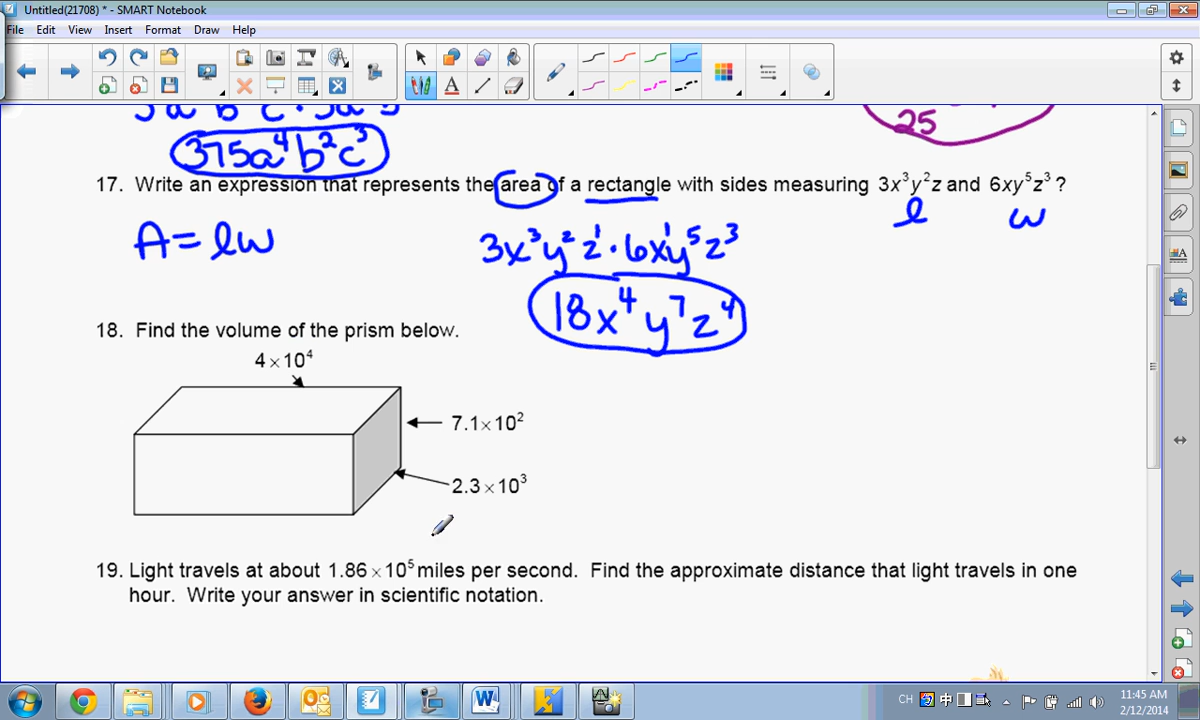 Untitled(21708) * - SMART Notebook
File Edit View Insert Format Draw Help
25
375a⁴b²c³
17. Write an expression that represents the area of a rectangle with sides measuring 3x³y²z and 6xy⁵z³ ?
l w
A = lw
3x³y²z¹ · 6x¹y⁵z³
18x⁴y⁷z⁴
18. Find the volume of the prism below.
4 × 10⁴
7.1 × 10²
2.3 × 10³
19. Light travels at about 1.86 × 10⁵ miles per second. Find the approximate distance that light travels in one
hour. Write your answer in scientific notation.
CH 中
11:45 AM
2/12/2014